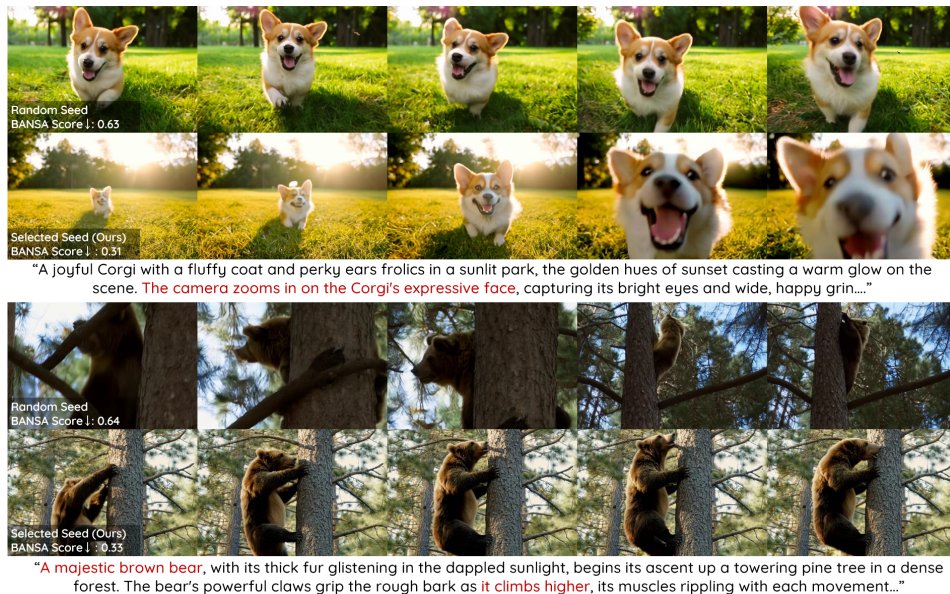 Random Seed
BANSA Score↓: 0.63
Selected Seed (Ours)
BANSA Score↓: 0.31
“A joyful Corgi with a fluffy coat and perky ears frolics in a sunlit park, the golden hues of sunset casting a warm glow on the
scene. The camera zooms in on the Corgi's expressive face, capturing its bright eyes and wide, happy grin....”
Random Seed
BANSA Score↓: 0.64
Selected Seed (Ours)
BANSA Score↓: 0.33
“A majestic brown bear, with its thick fur glistening in the dappled sunlight, begins its ascent up a towering pine tree in a dense
forest. The bear's powerful claws grip the rough bark as it climbs higher, its muscles rippling with each movement...”